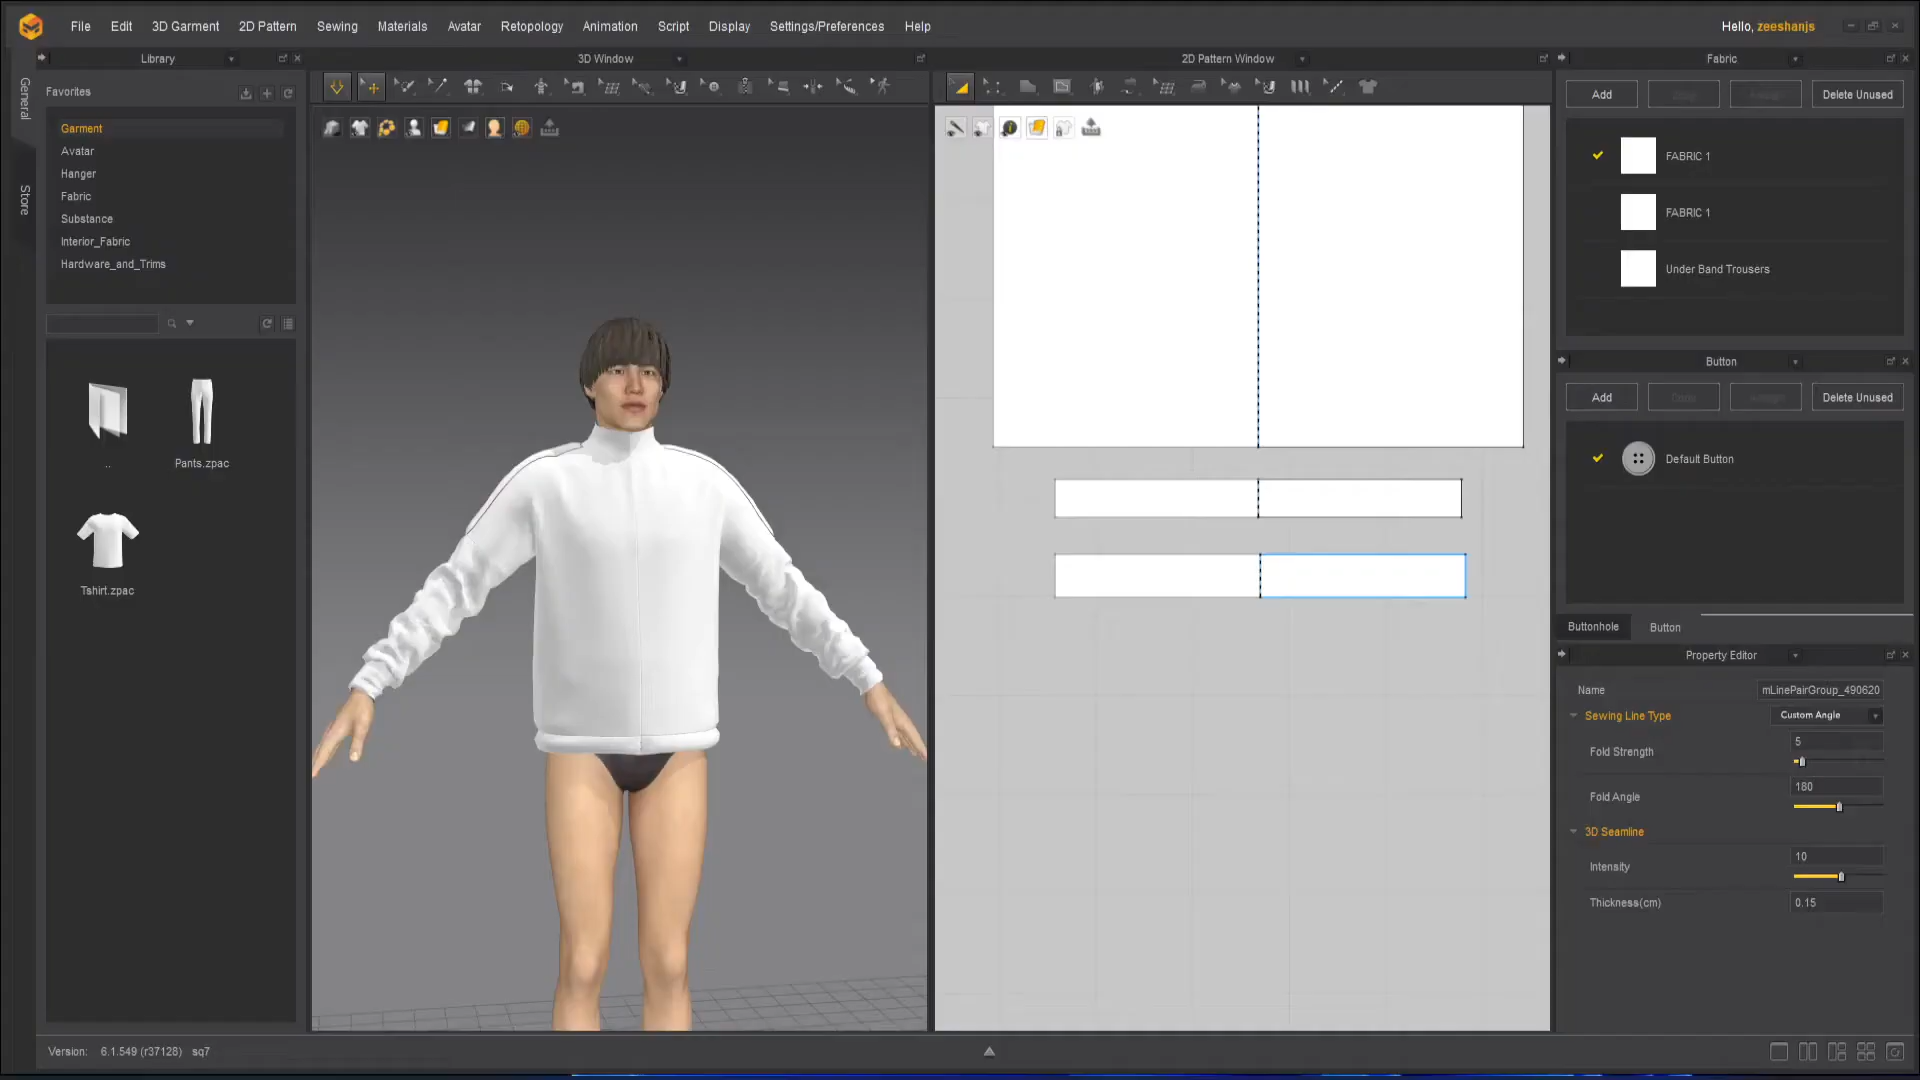 File Edit 3D Garment 2D Pattern Sewing Materials Avatar Retopology Animation Script Display Settings/Preferences Help Hello, zeeshanjs
Library 3D Window 2D Pattern Window Fabric
General
Store
Favorites
Garment
Avatar
Hanger
Fabric
Substance
Interior_Fabric
Hardware_and_Trims
..
Pants.zpac
Tshirt.zpac
Add Delete Unused
FABRIC 1
FABRIC 1
Under Band Trousers
Button
Add Delete Unused
Default Button
Buttonhole Button
Property Editor
Name mLinePairGroup_490620
Sewing Line Type Custom Angle
Fold Strength 5
Fold Angle 180
3D Seamline
Intensity 10
Thickness(cm) 0.15
Version: 6.1.549 (r37128) sq7